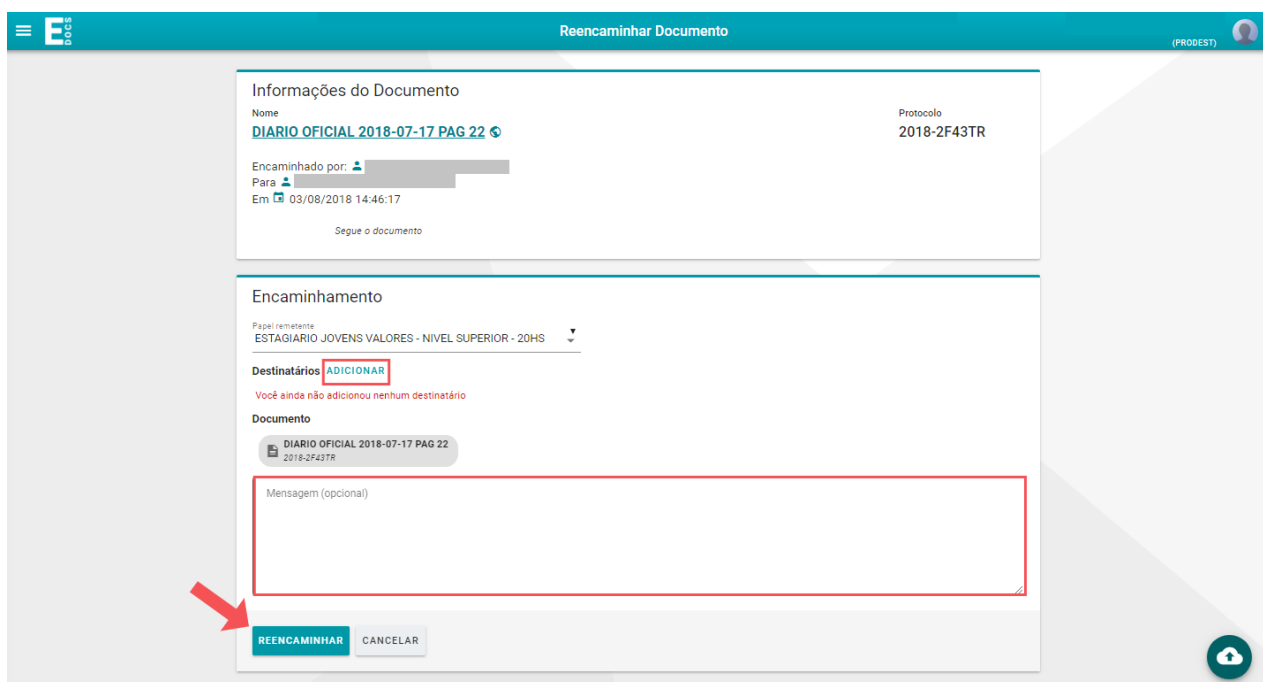 E DOCS
Reencaminhar Documento
(PRODEST)
Informações do Documento
Nome
Protocolo
DIARIO OFICIAL 2018-07-17 PAG 22
2018-2F43TR
Encaminhado por:
Para
Em 03/08/2018 14:46:17
Segue o documento
Encaminhamento
Papel remetente
ESTAGIARIO JOVENS VALORES - NIVEL SUPERIOR - 20HS
Destinatários ADICIONAR
Você ainda não adicionou nenhum destinatário
Documento
DIARIO OFICIAL 2018-07-17 PAG 22
2018-2F43TR
Mensagem (opcional)
REENCAMINHAR CANCELAR